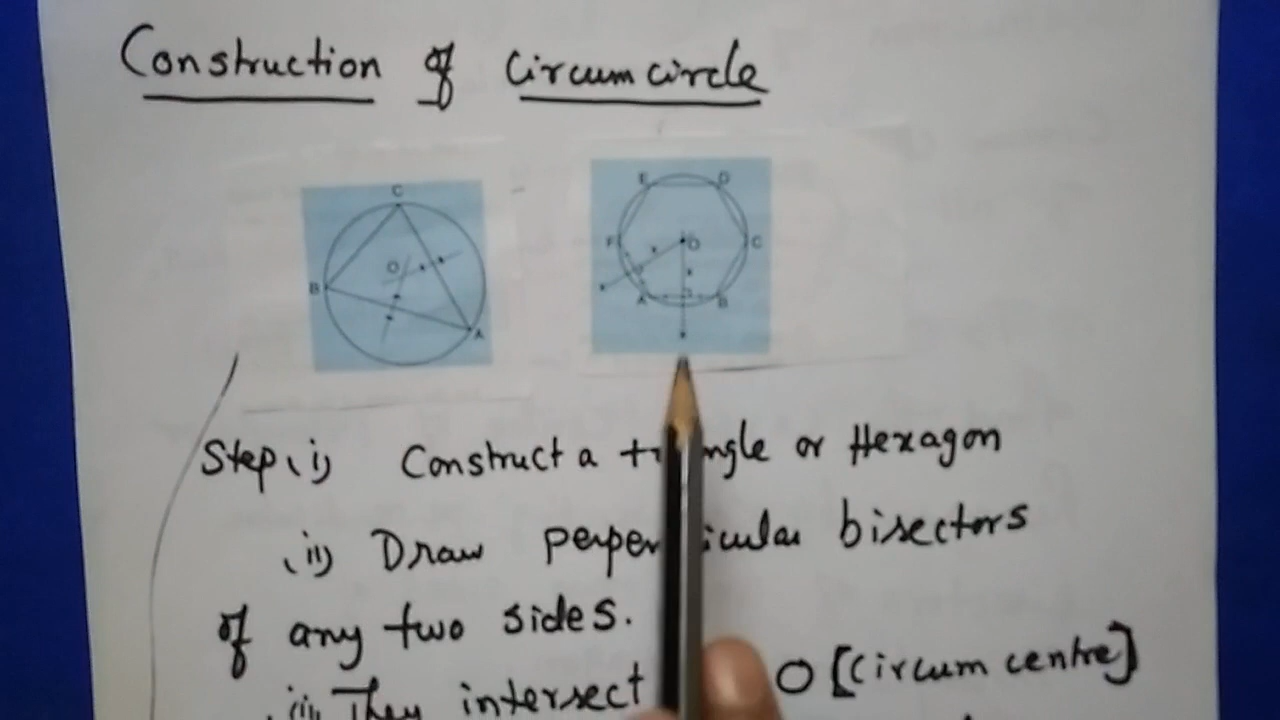 Construction of Circumcircle
C
O
B
A
E D
F O C
A B
Step (i) Construct a triangle or Hexagon
(ii) Draw perpendicular bisectors
of any two sides.
(iii) They intersect O [Circum centre]